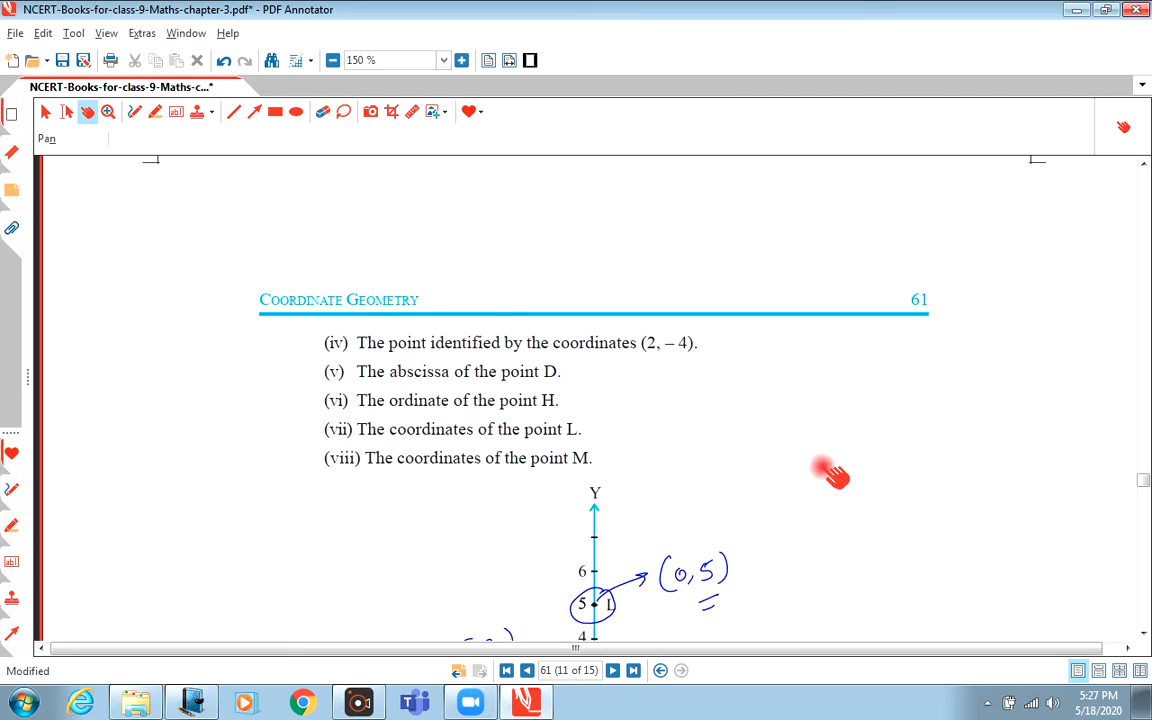 NCERT-Books-for-class-9-Maths-chapter-3.pdf* - PDF Annotator
File Edit Tool View Extras Window Help
150 %
NCERT-Books-for-class-9-Maths-c...*
Pan
COORDINATE GEOMETRY 61
(iv) The point identified by the coordinates (2, – 4).
(v) The abscissa of the point D.
(vi) The ordinate of the point H.
(vii) The coordinates of the point L.
(viii) The coordinates of the point M.
Y
6 (0, 5)
5 L
4
Modified 61 (11 of 15)
5:27 PM
5/18/2020